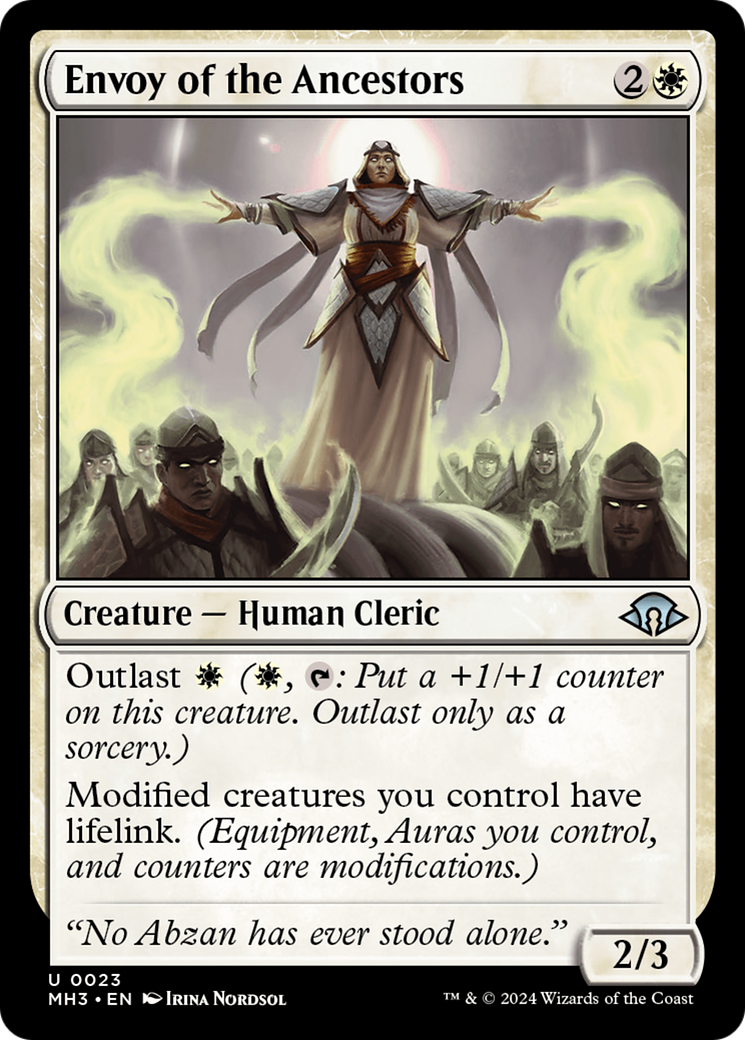 Envoy of the Ancestors 2
Creature — Human Cleric
Outlast (, : Put a +1/+1 counter
on this creature. Outlast only as a
sorcery.)
Modified creatures you control have
lifelink. (Equipment, Auras you control,
and counters are modifications.)
“No Abzan has ever stood alone.”
2/3
U 0023
MH3 • EN Irina Nordsol
™ & © 2024 Wizards of the Coast